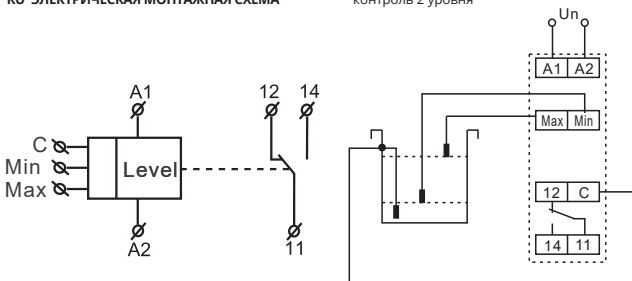 RU ЭЛЕКТРИЧЕСКАЯ МОНТАЖНАЯ СХЕМА
контроль 2 уровня
A1
12 14
C
Min
Max
Level
A2
11
Un
A1 A2
Max Min
12 C
14 11